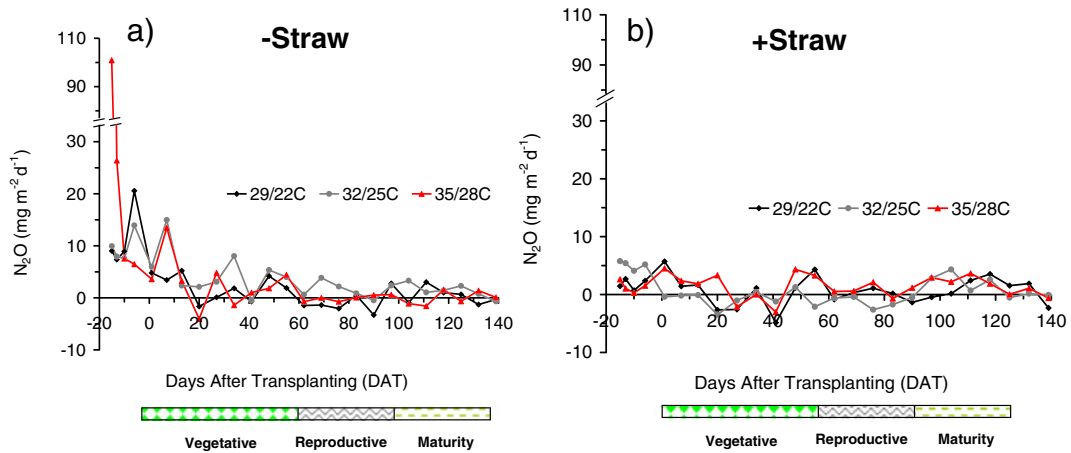 a) -Straw
110
90
30
20
10
0
-10
N₂O (mg m⁻² d⁻¹)
29/22C 32/25C 35/28C
-20 0 20 40 60 80 100 120 140
Days After Transplanting (DAT)
Vegetative Reproductive Maturity
b) +Straw
110
90
30
20
10
0
-10
N₂O (mg m⁻² d⁻¹)
29/22C 32/25C 35/28C
-20 0 20 40 60 80 100 120 140
Days After Transplanting (DAT)
Vegetative Reproductive Maturity